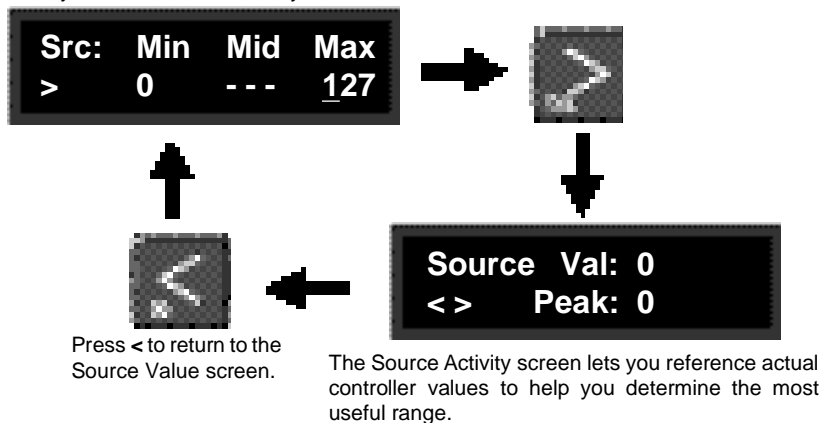 Src: Min Mid Max
> 0 --- 127
>
Source Val: 0
< > Peak: 0
<
Press < to return to the
Source Value screen.
The Source Activity screen lets you reference actual
controller values to help you determine the most
useful range.